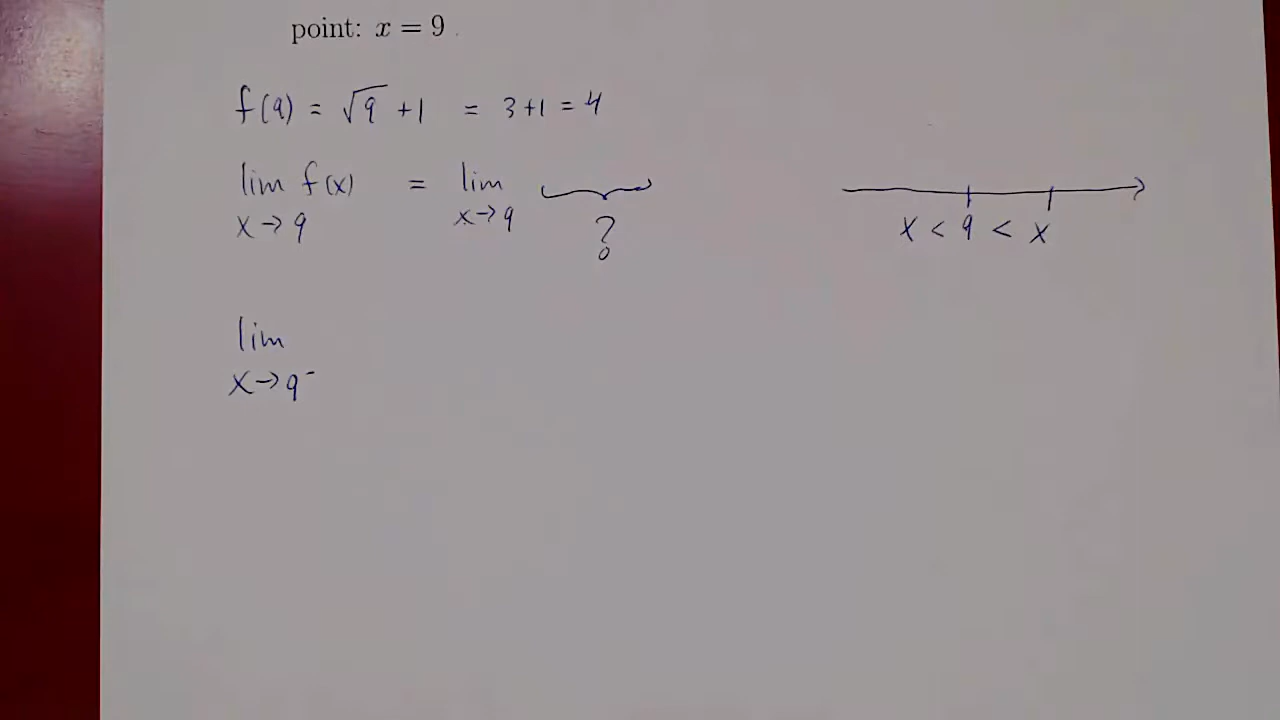 point: x = 9
f(9) = √9 + 1 = 3 + 1 = 4
lim f(x) = lim
x → 9 x → 9 ? x < 9 < x
lim
x → 9⁻